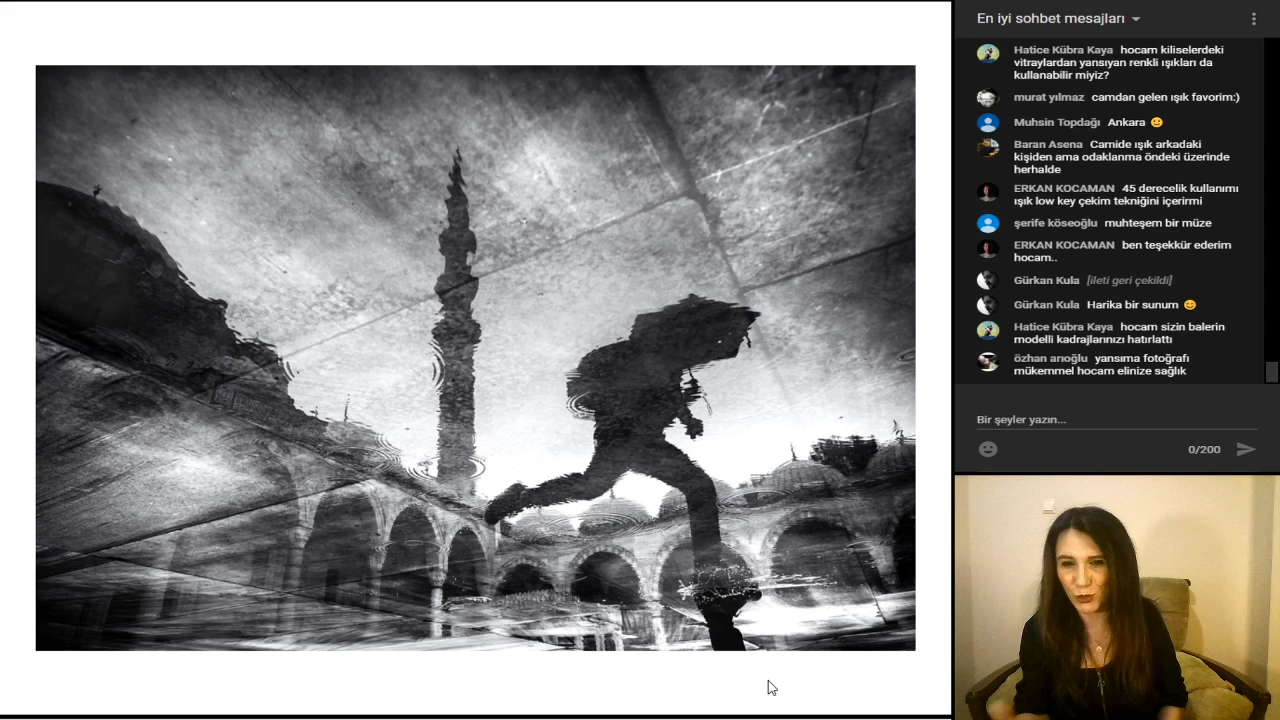 En iyi sohbet mesajları
Hatice Kübra Kaya hocam kiliselerdeki
vitraylardan yansıyan renkli ışıkları da
kullanabilir miyiz?
murat yılmaz camdan gelen ışık favorim:)
Muhsin Topdağı Ankara 😊
Baran Asena Camide ışık arkadaki
kişiden ama odaklanma öndeki üzerinde
herhalde
ERKAN KOCAMAN 45 derecelik kullanımı
ışık low key çekim tekniğini içerirmi
şerife köseoğlu muhteşem bir müze
ERKAN KOCAMAN ben teşekkür ederim
hocam..
Gürkan Kula [ileti geri çekildi]
Gürkan Kula Harika bir sunum 😊
Hatice Kübra Kaya hocam sizin balerin
modelli kadrajlarınızı hatırlattı
özhan arıoğlu yansıma fotoğrafı
mükemmel hocam elinize sağlık
Bir şeyler yazın...
0/200